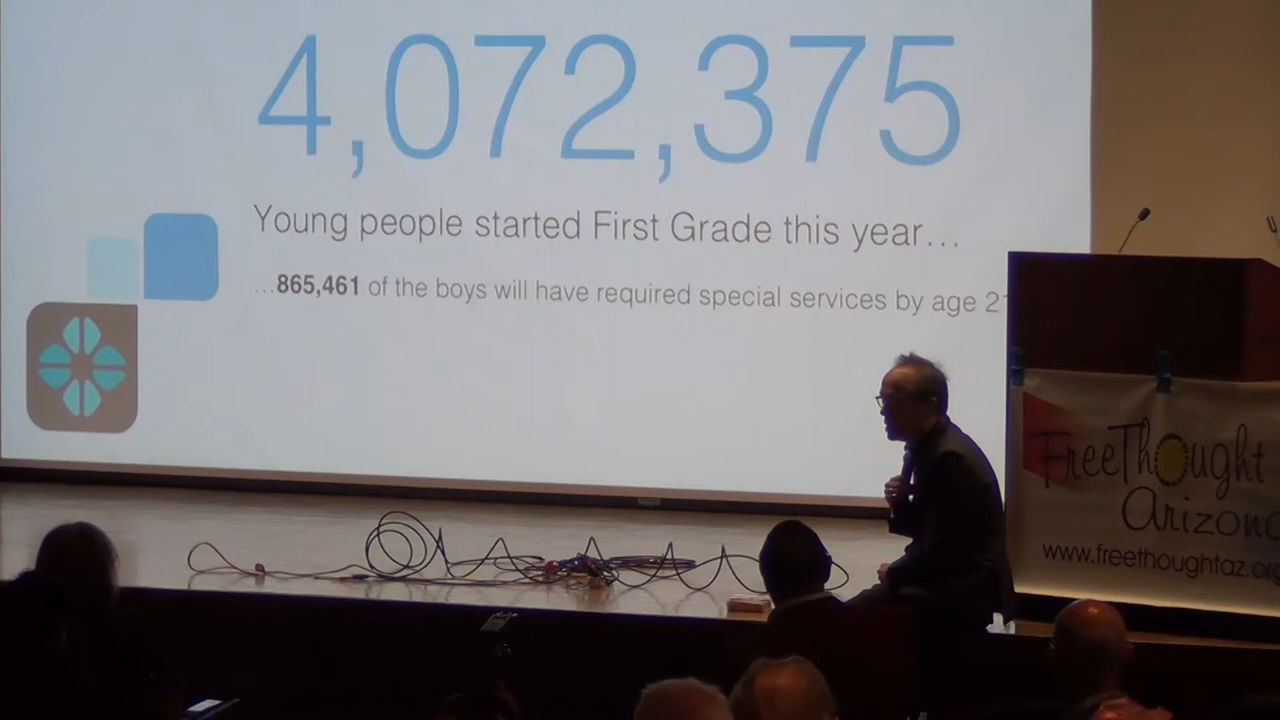 4,072,375
Young people started First Grade this year...
...865,461 of the boys will have required special services by age
FreeThought
Arizona
www.freethoughtaz.org